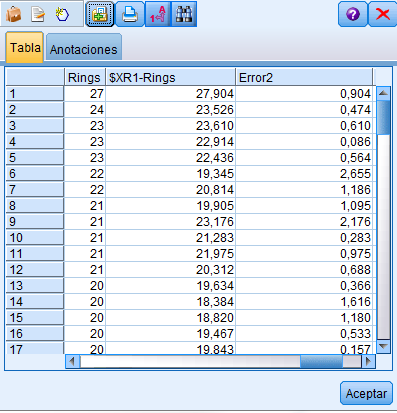 Tabla Anotaciones
Rings $XR1-Rings Error2
1 27 27,904 0,904
2 24 23,526 0,474
3 23 23,610 0,610
4 23 22,914 0,086
5 23 22,436 0,564
6 22 19,345 2,655
7 22 20,814 1,186
8 21 19,905 1,095
9 21 23,176 2,176
10 21 21,283 0,283
11 21 21,975 0,975
12 21 20,312 0,688
13 20 19,634 0,366
14 20 18,384 1,616
15 20 18,820 1,180
16 20 19,467 0,533
17 20 19,843 0,157
Aceptar